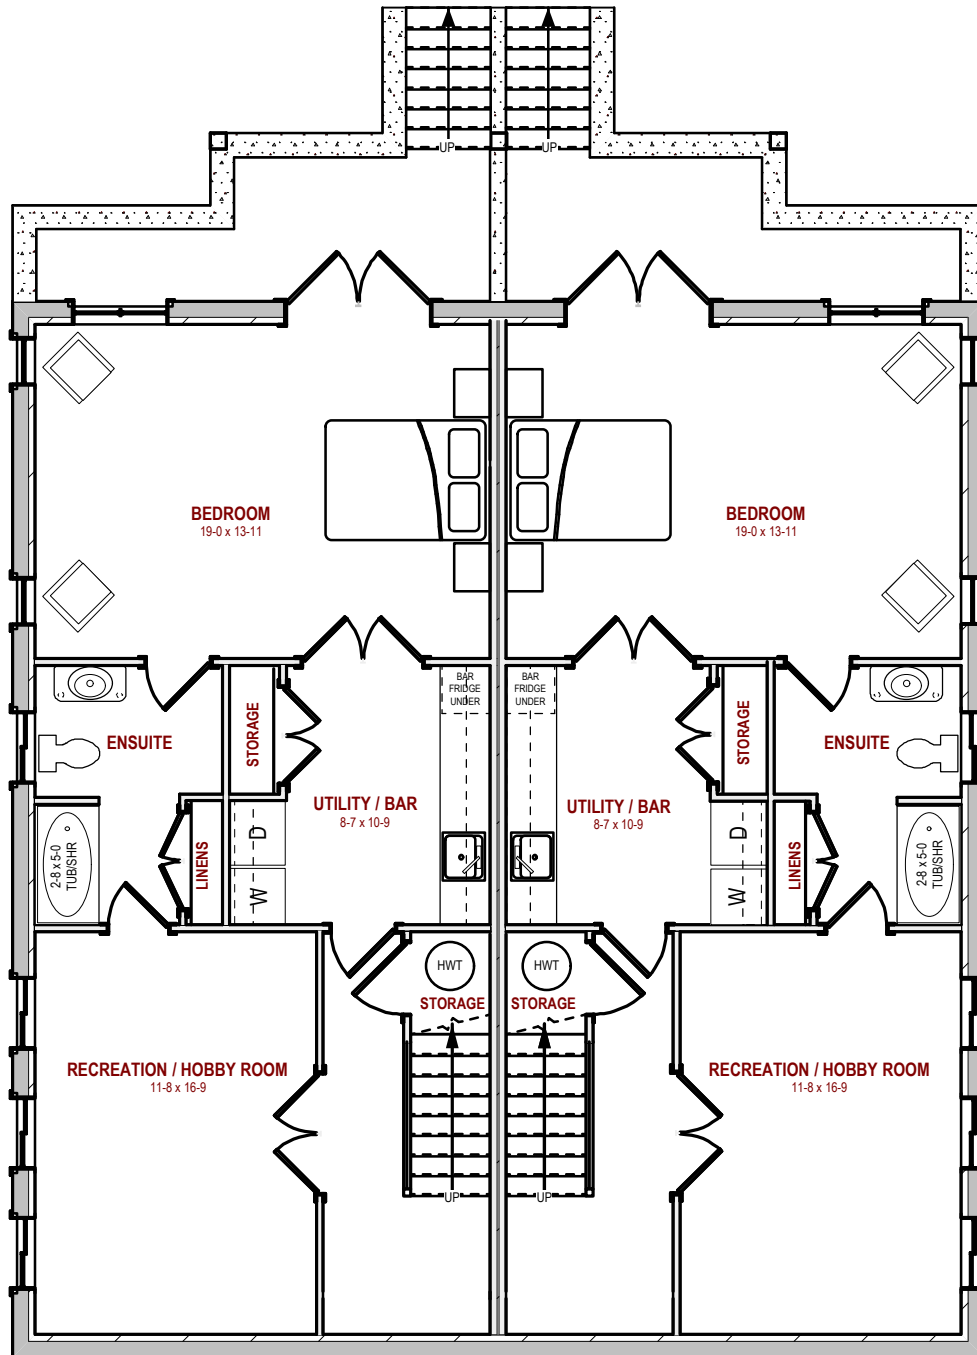 UP
UP
BEDROOM
19-0 x 13-11
BEDROOM
19-0 x 13-11
BAR
FRIDGE
UNDER
BAR
FRIDGE
UNDER
ENSUITE
STORAGE
STORAGE
ENSUITE
UTILITY / BAR
8-7 x 10-9
UTILITY / BAR
8-7 x 10-9
2-8 x 5-0
TUB/SHR
LINENS
D
W
D
W
LINENS
2-8 x 5-0
TUB/SHR
HWT
HWT
STORAGE
STORAGE
RECREATION / HOBBY ROOM
11-8 x 16-9
RECREATION / HOBBY ROOM
11-8 x 16-9
UP
UP